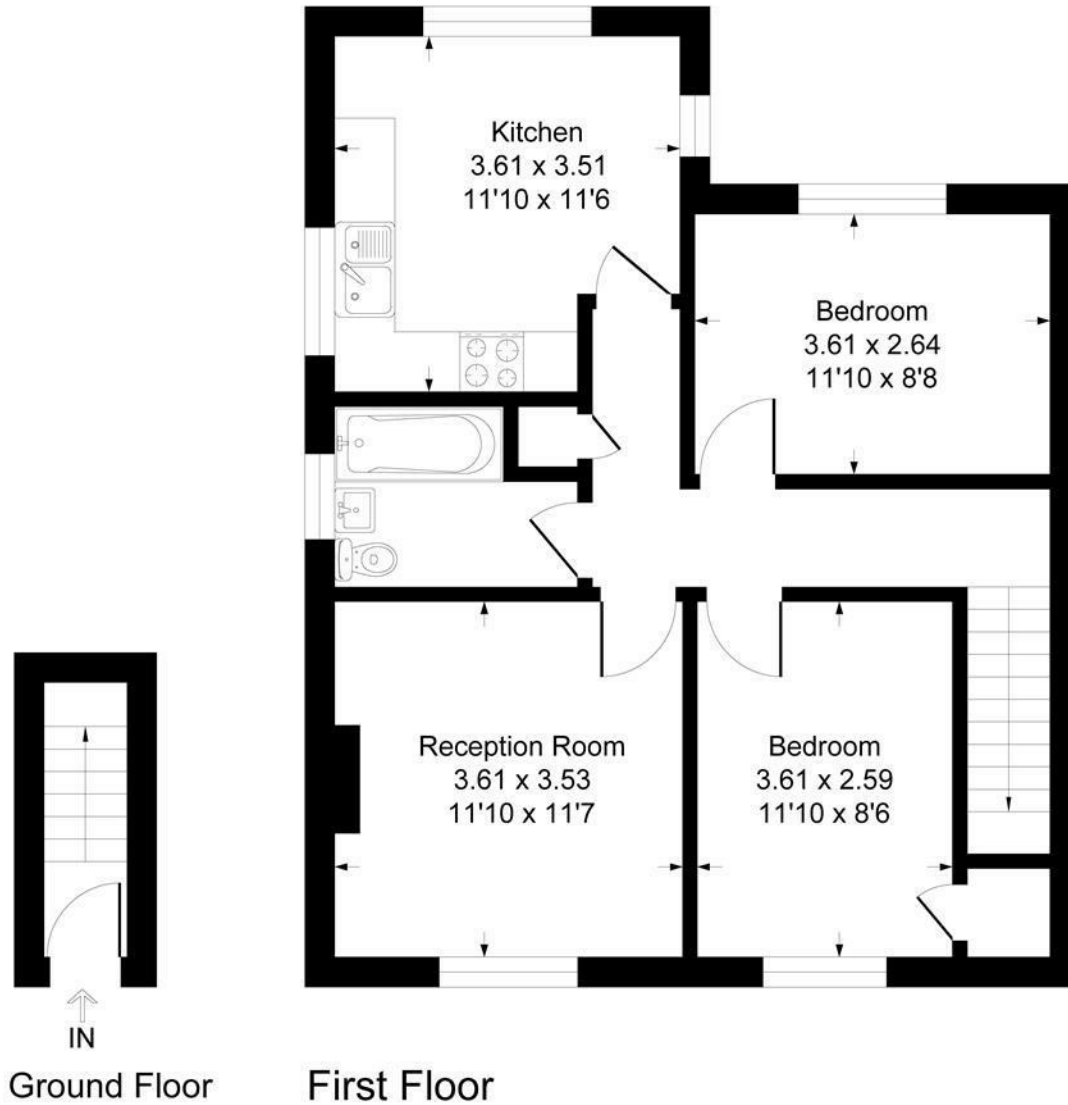 Kitchen
3.61 x 3.51
11'10 x 11'6
Bedroom
3.61 x 2.64
11'10 x 8'8
Reception Room
3.61 x 3.53
11'10 x 11'7
Bedroom
3.61 x 2.59
11'10 x 8'6
IN
Ground Floor
First Floor